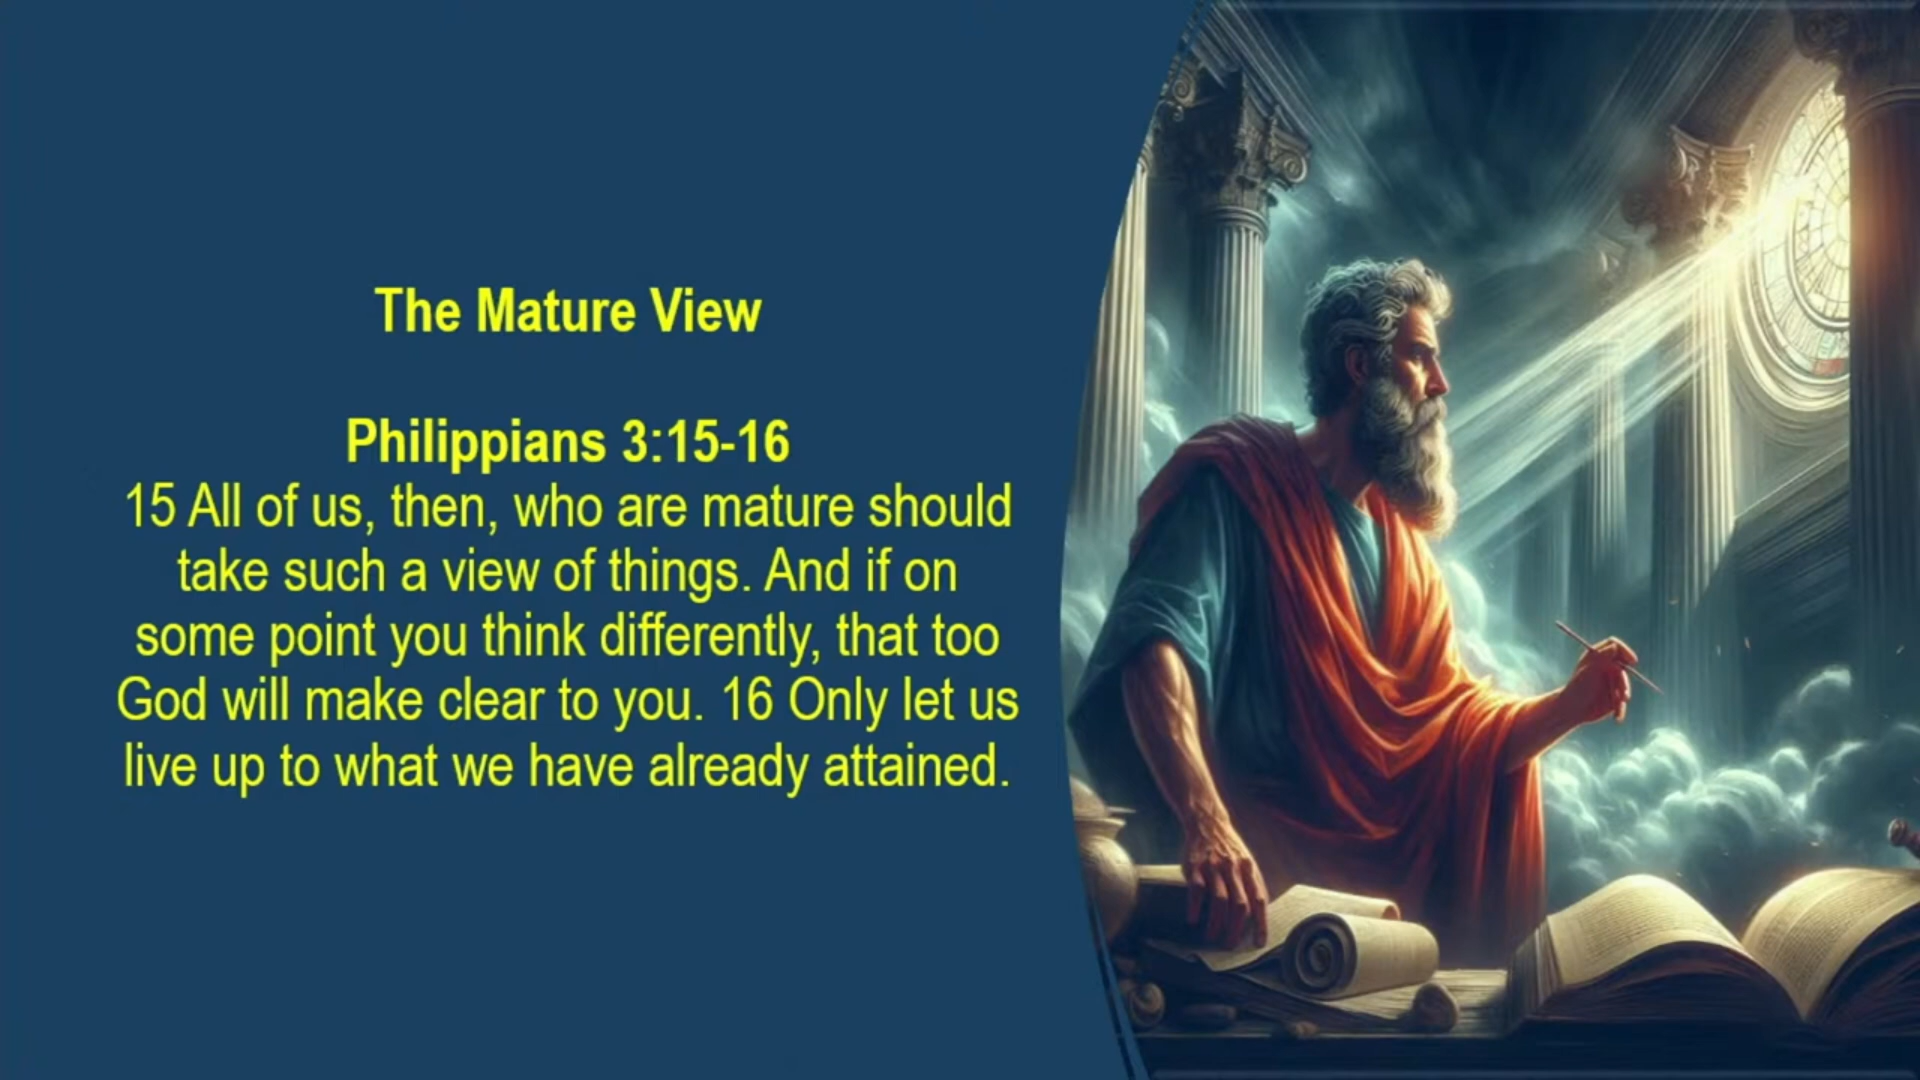 The Mature View
Philippians 3:15-16
15 All of us, then, who are mature should
take such a view of things. And if on
some point you think differently, that too
God will make clear to you. 16 Only let us
live up to what we have already attained.